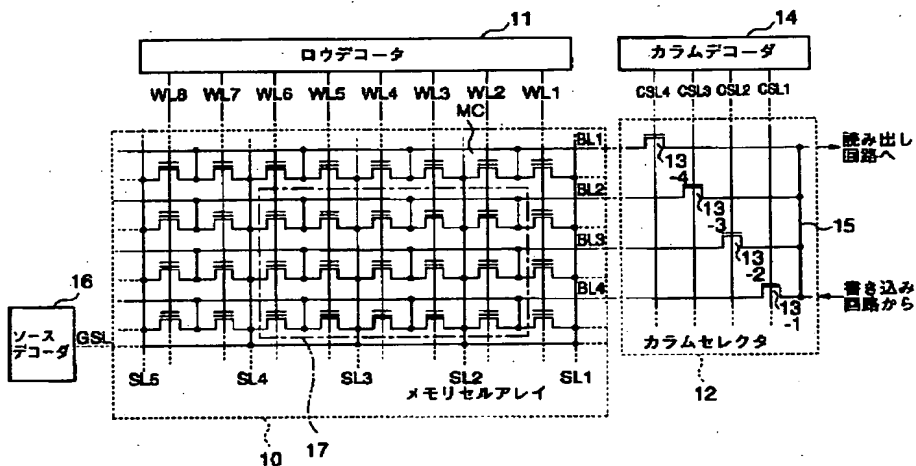 11
ロウデコータ
14
カラムデコーダ
WL8 WL7 WL6 WL5 WL4 WL3 WL2 WL1
CSL4 CSL3 CSL2 CSL1
MC
BL1
BL2
BL3
BL4
13
-4
13
-3
13
-2
13
-1
読み出し
回路へ
15
書き込み
回路から
16
ソース
デコーダ
GSL
SL5 SL4 SL3 SL2 SL1
メモリセルアレイ
カラムセレクタ
12
10
17